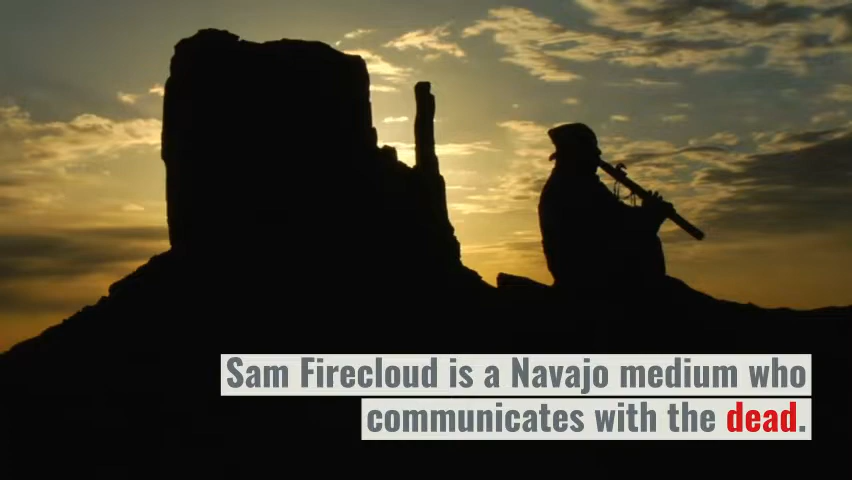 Sam Firecloud is a Navajo medium who
communicates with the dead.